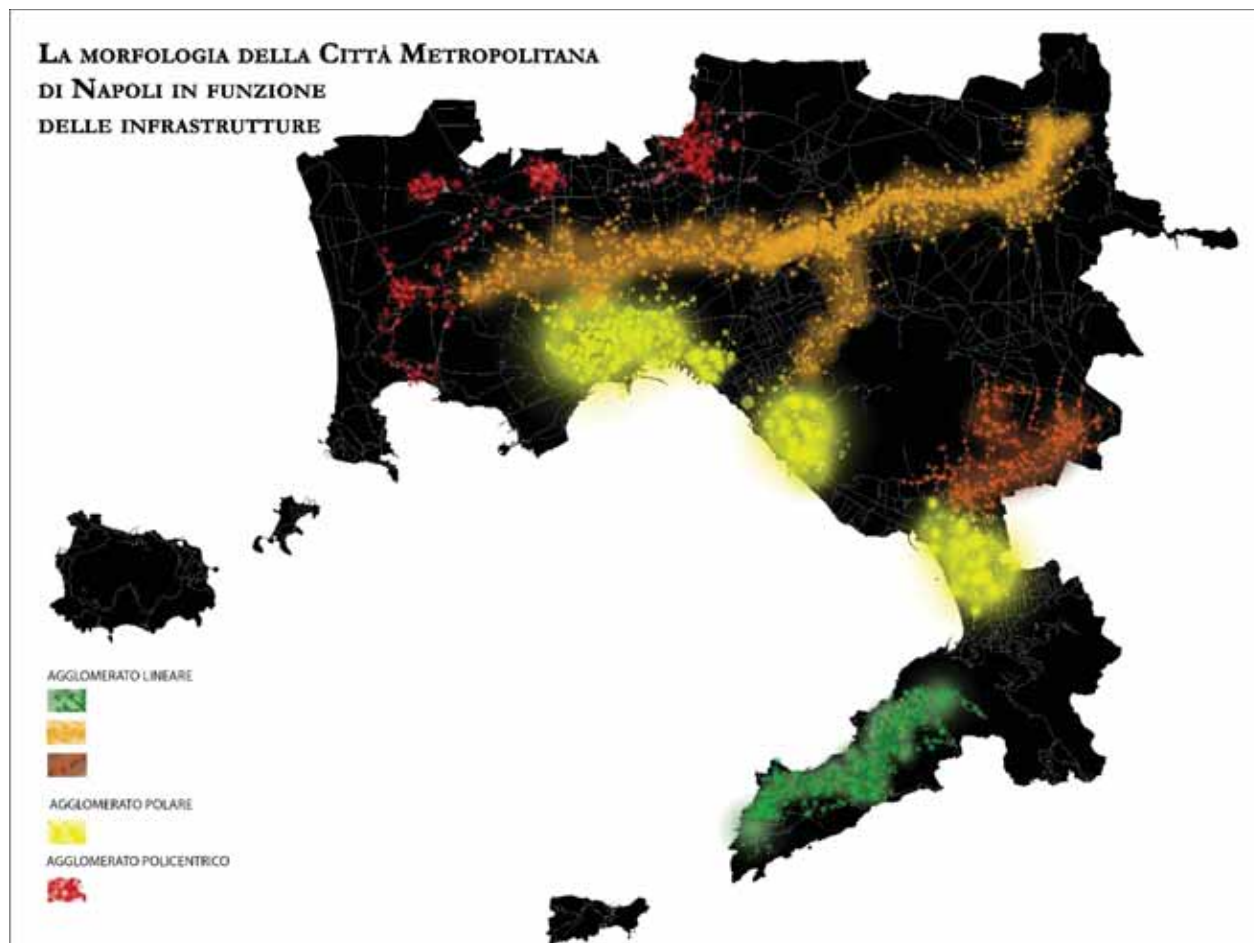 LA MORFOLOGIA DELLA CITTÀ METROPOLITANA
DI NAPOLI IN FUNZIONE
DELLE INFRASTRUTTURE
AGGLOMERATO LINEARE
AGGLOMERATO POLARE
AGGLOMERATO POLICENTRICO